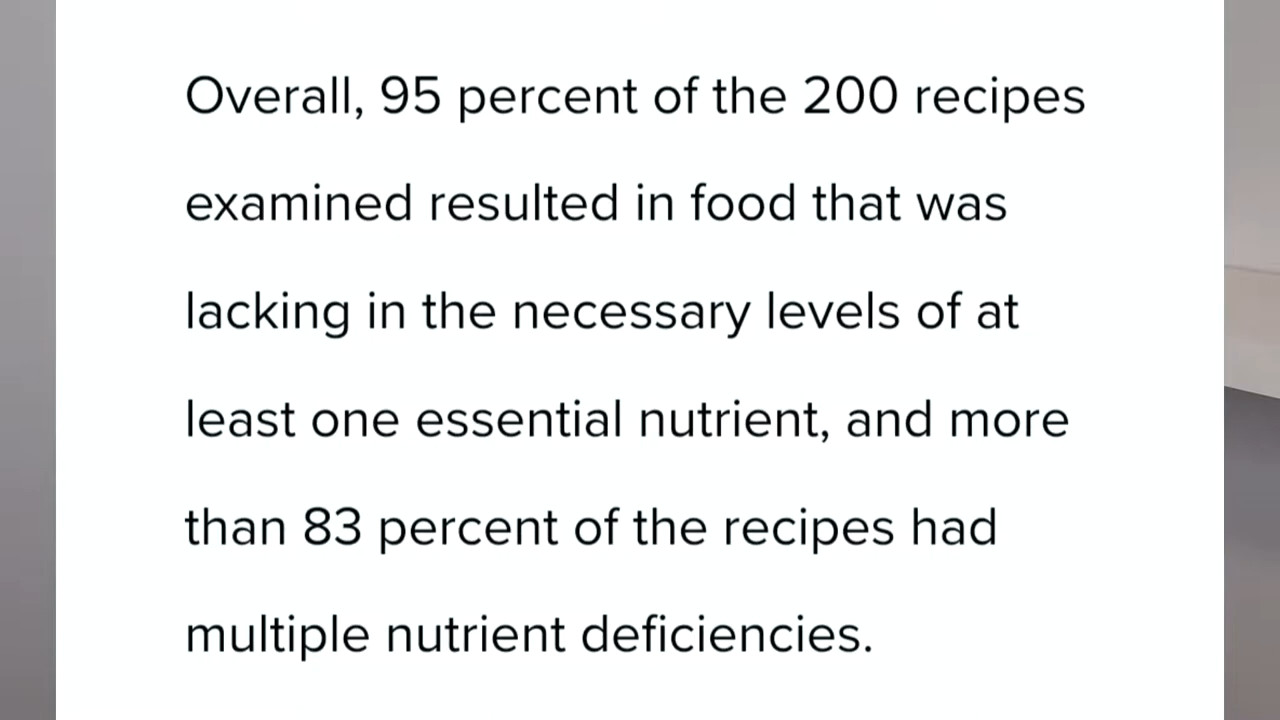 Overall, 95 percent of the 200 recipes
examined resulted in food that was
lacking in the necessary levels of at
least one essential nutrient, and more
than 83 percent of the recipes had
multiple nutrient deficiencies.